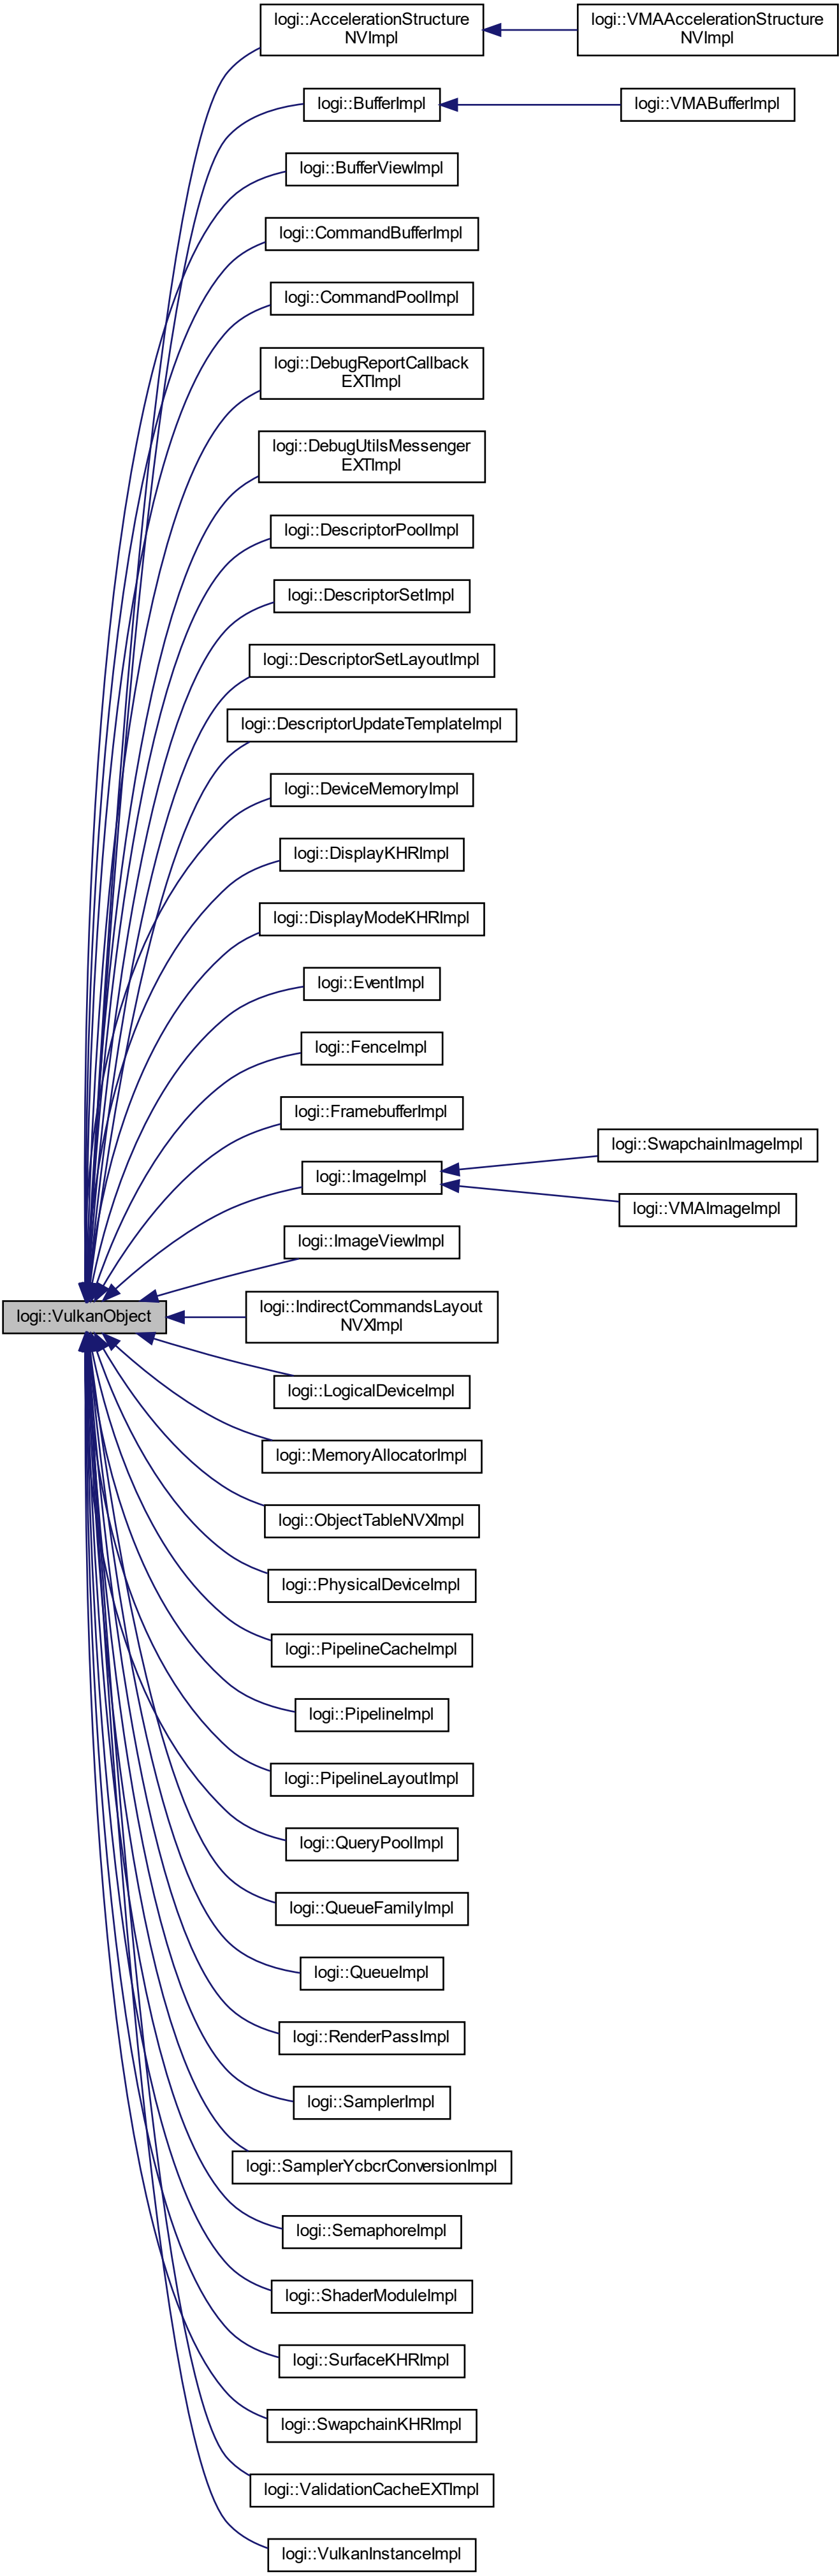 logi::AccelerationStructure
NVImpl
logi::VMAAccelerationStructure
NVImpl
logi::BufferImpl
logi::VMABufferImpl
logi::BufferViewImpl
logi::CommandBufferImpl
logi::CommandPoolImpl
logi::DebugReportCallback
EXTImpl
logi::DebugUtilsMessenger
EXTImpl
logi::DescriptorPoolImpl
logi::DescriptorSetImpl
logi::DescriptorSetLayoutImpl
logi::DescriptorUpdateTemplateImpl
logi::DeviceMemoryImpl
logi::DisplayKHRImpl
logi::DisplayModeKHRImpl
logi::EventImpl
logi::FenceImpl
logi::FramebufferImpl
logi::ImageImpl
logi::SwapchainImageImpl
logi::VMAImageImpl
logi::ImageViewImpl
logi::VulkanObject
logi::IndirectCommandsLayout
NVXImpl
logi::LogicalDeviceImpl
logi::MemoryAllocatorImpl
logi::ObjectTableNVXImpl
logi::PhysicalDeviceImpl
logi::PipelineCacheImpl
logi::PipelineImpl
logi::PipelineLayoutImpl
logi::QueryPoolImpl
logi::QueueFamilyImpl
logi::QueueImpl
logi::RenderPassImpl
logi::SamplerImpl
logi::SamplerYcbcrConversionImpl
logi::SemaphoreImpl
logi::ShaderModuleImpl
logi::SurfaceKHRImpl
logi::SwapchainKHRImpl
logi::ValidationCacheEXTImpl
logi::VulkanInstanceImpl